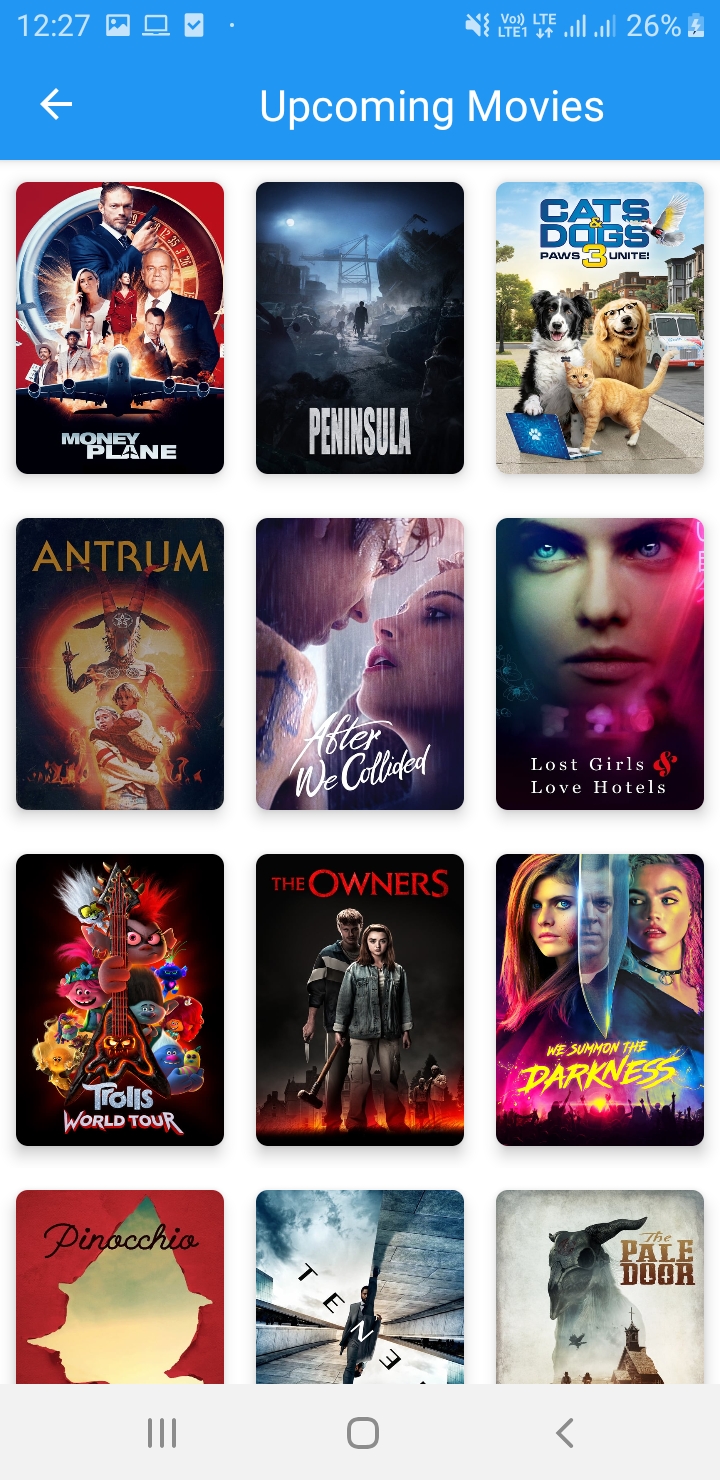 12:27
Vo)) LTE 26%
LTE1
Upcoming Movies
MONEY
PLANE
PENINSULA
CATS
&
DOGS
PAWS 3 UNITE!
ANTRUM
After
We Collided
Lost Girls &
Love Hotels
Trolls
WORLD TOUR
THE OWNERS
WE SUMMON THE
DARKNESS
Pinocchio
TENE
The
PALE
DOOR